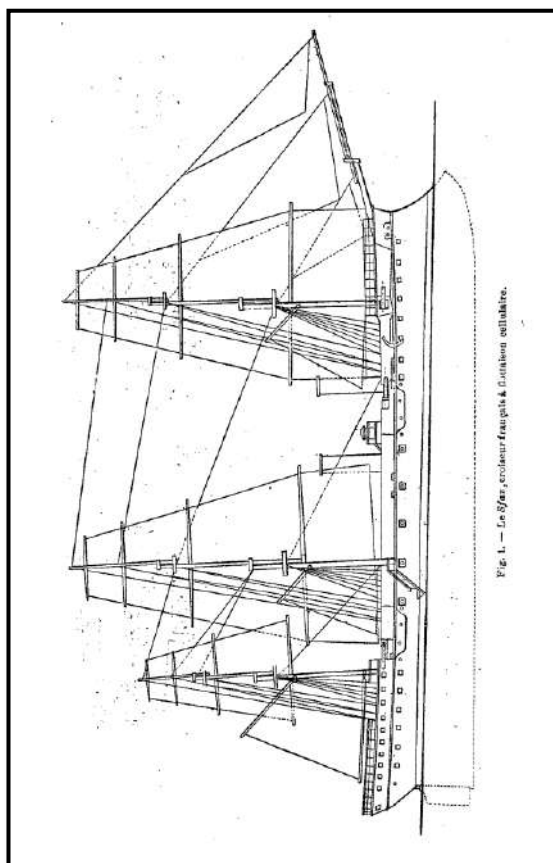 Fig. 1. — Le Sfax, croiseur français à flottaison cellulaire.